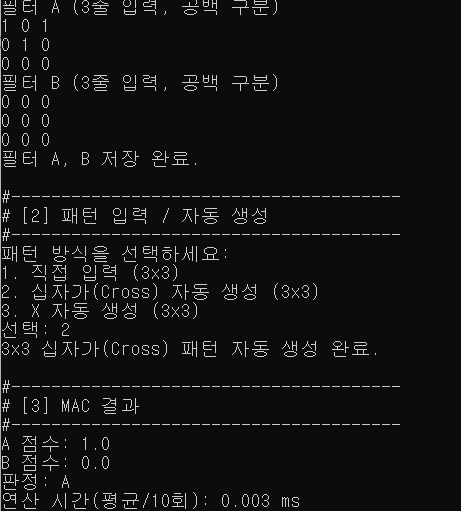 필터 A (3줄 입력, 공백 구분)
1 0 1
0 1 0
0 0 0
필터 B (3줄 입력, 공백 구분)
0 0 0
0 0 0
0 0 0
필터 A, B 저장 완료.
#---------------------------------------
# [2] 패턴 입력 / 자동 생성
#---------------------------------------
패턴 방식을 선택하세요:
1. 직접 입력 (3x3)
2. 십자가(Cross) 자동 생성 (3x3)
3. X 자동 생성 (3x3)
선택: 2
3x3 십자가(Cross) 패턴 자동 생성 완료.
#---------------------------------------
# [3] MAC 결과
#---------------------------------------
A 점수: 1.0
B 점수: 0.0
판정: A
연산 시간(평균/10회): 0.003 ms